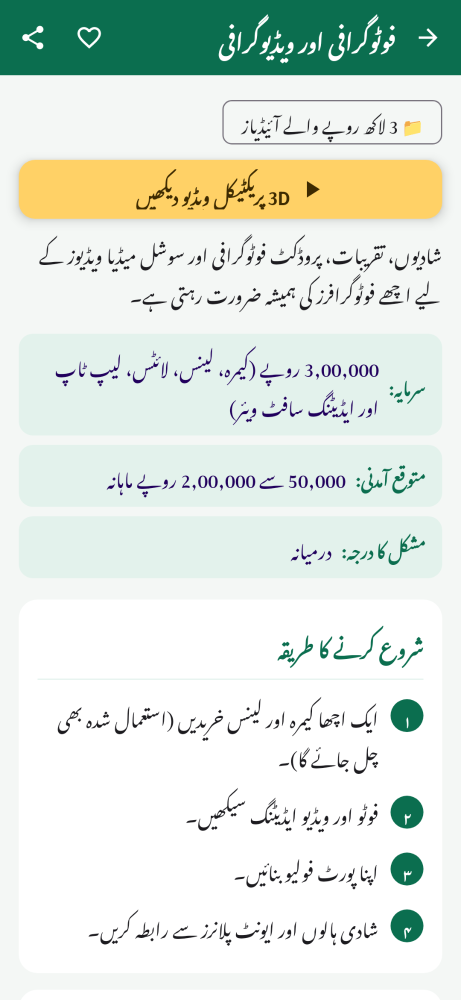 فوٹوگرافی اور ویڈیوگرافی
3 لاکھ روپے والے آئیڈیاز
3D پریکٹیکل ویڈیو دیکھیں
شادیوں، تقریبات، پروڈکٹ فوٹوگرافی اور سوشل میڈیا ویڈیوز کے
لیے اچھے فوٹوگرافرز کی ہمیشہ ضرورت رہتی ہے۔
سرمایہ: 3,00,000 روپے (کیمرہ، لینس، لائٹس، لیپ ٹاپ
اور ایڈیٹنگ سافٹ ویئر)
متوقع آمدنی: 50,000 سے 2,00,000 روپے ماہانہ
مشکل کا درجہ: درمیانہ
شروع کرنے کا طریقہ
۱ ایک اچھا کیمرہ اور لینس خریدیں (استعمال شدہ بھی
چل جائے گا)۔
۲ فوٹو اور ویڈیو ایڈیٹنگ سیکھیں۔
۳ اپنا پورٹ فولیو بنائیں۔
۴ شادی ہالوں اور ایونٹ پلانرز سے رابطہ کریں۔